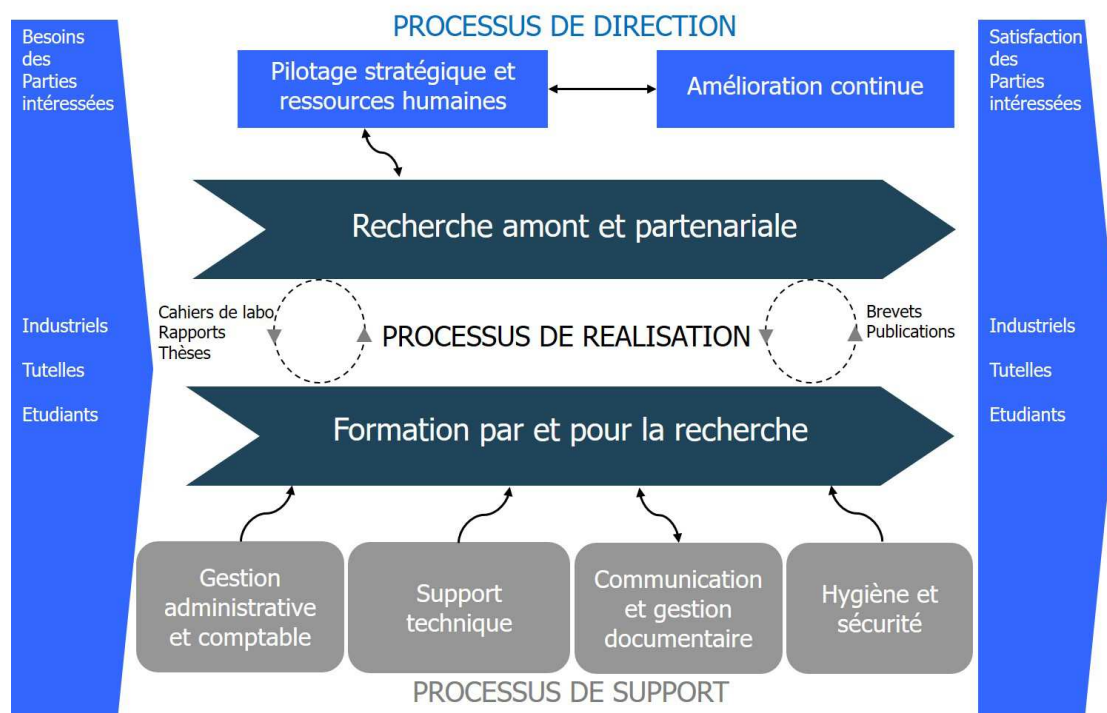 PROCESSUS DE DIRECTION
Besoins
des
Parties
intéressées
Pilotage stratégique et
ressources humaines
Amélioration continue
Satisfaction
des
Parties
intéressées
Recherche amont et partenariale
Cahiers de labo
Rapports
Thèses
PROCESSUS DE REALISATION
Brevets
Publications
Industriels
Tutelles
Etudiants
Industriels
Tutelles
Etudiants
Formation par et pour la recherche
Gestion
administrative
et comptable
Support
technique
Communication
et gestion
documentaire
Hygiène et
sécurité
PROCESSUS DE SUPPORT